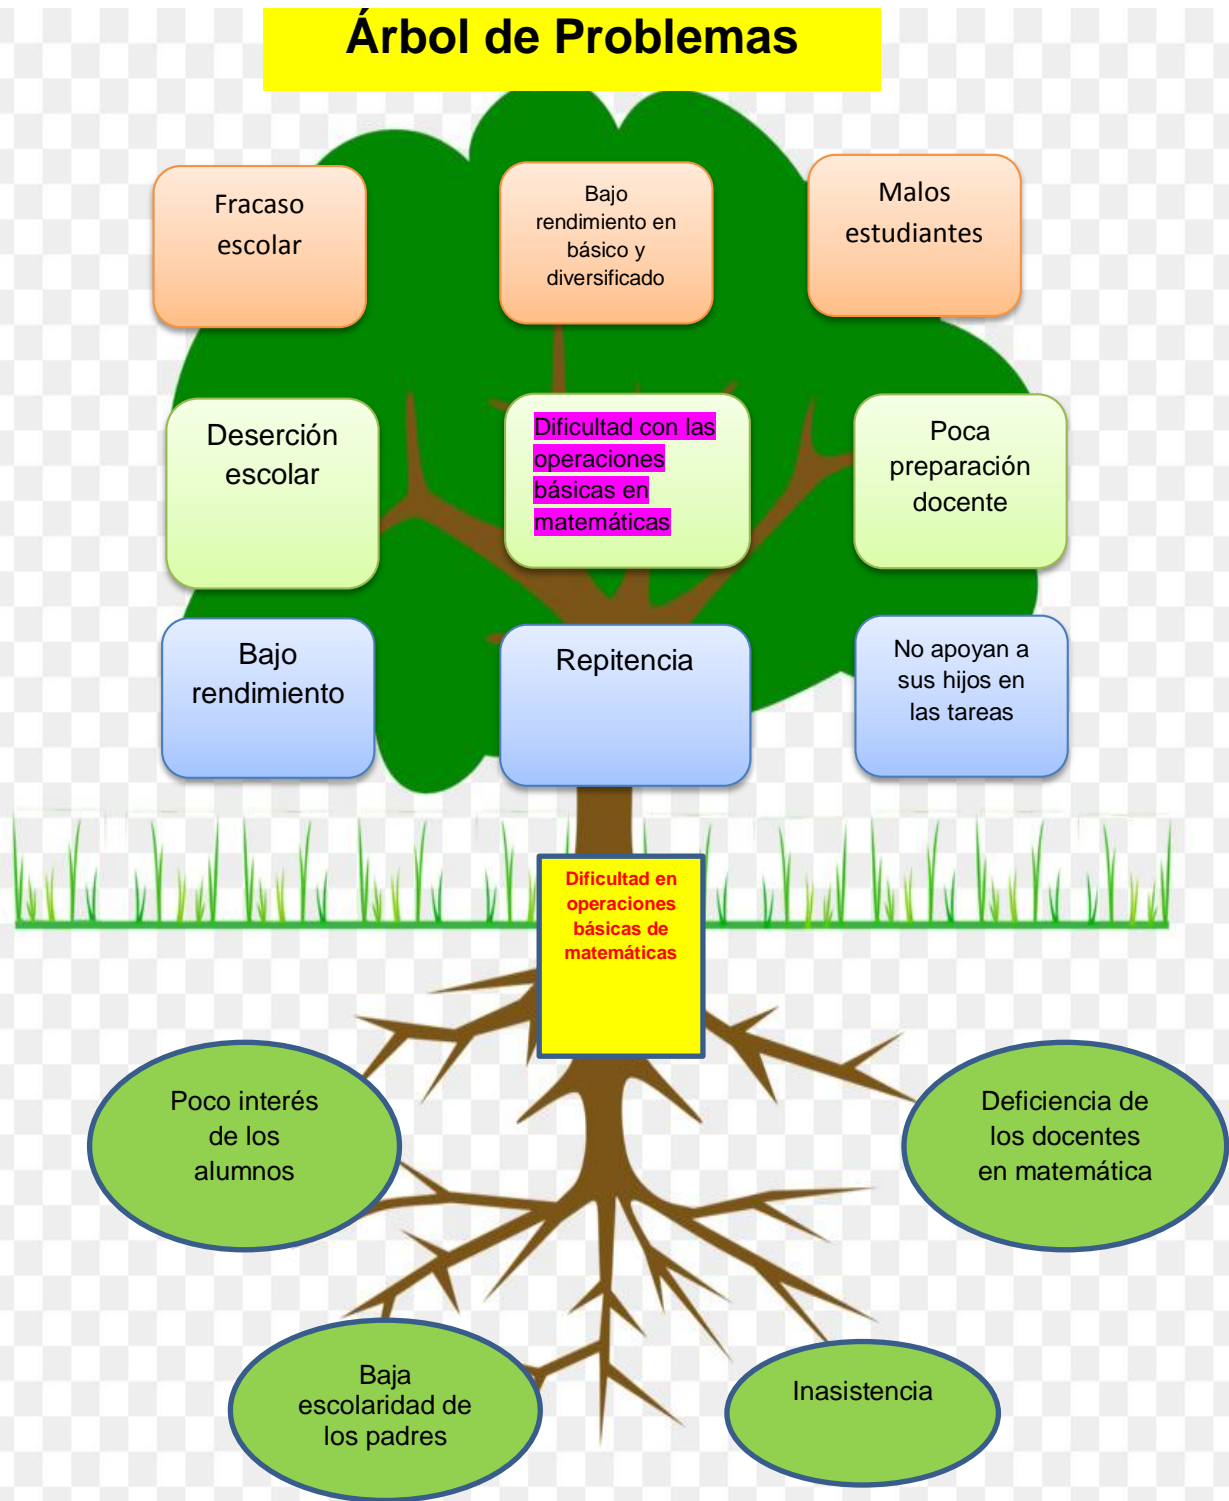 Árbol de Problemas
Fracaso
escolar
Bajo
rendimiento en
básico y
diversificado
Malos
estudiantes
Deserción
escolar
Dificultad con las
operaciones
básicas en
matemáticas
Poca
preparación
docente
Bajo
rendimiento
Repitencia
No apoyan a
sus hijos en
las tareas
Dificultad en
operaciones
básicas de
matemáticas
Poco interés
de los
alumnos
Deficiencia de
los docentes
en matemática
Baja
escolaridad de
los padres
Inasistencia